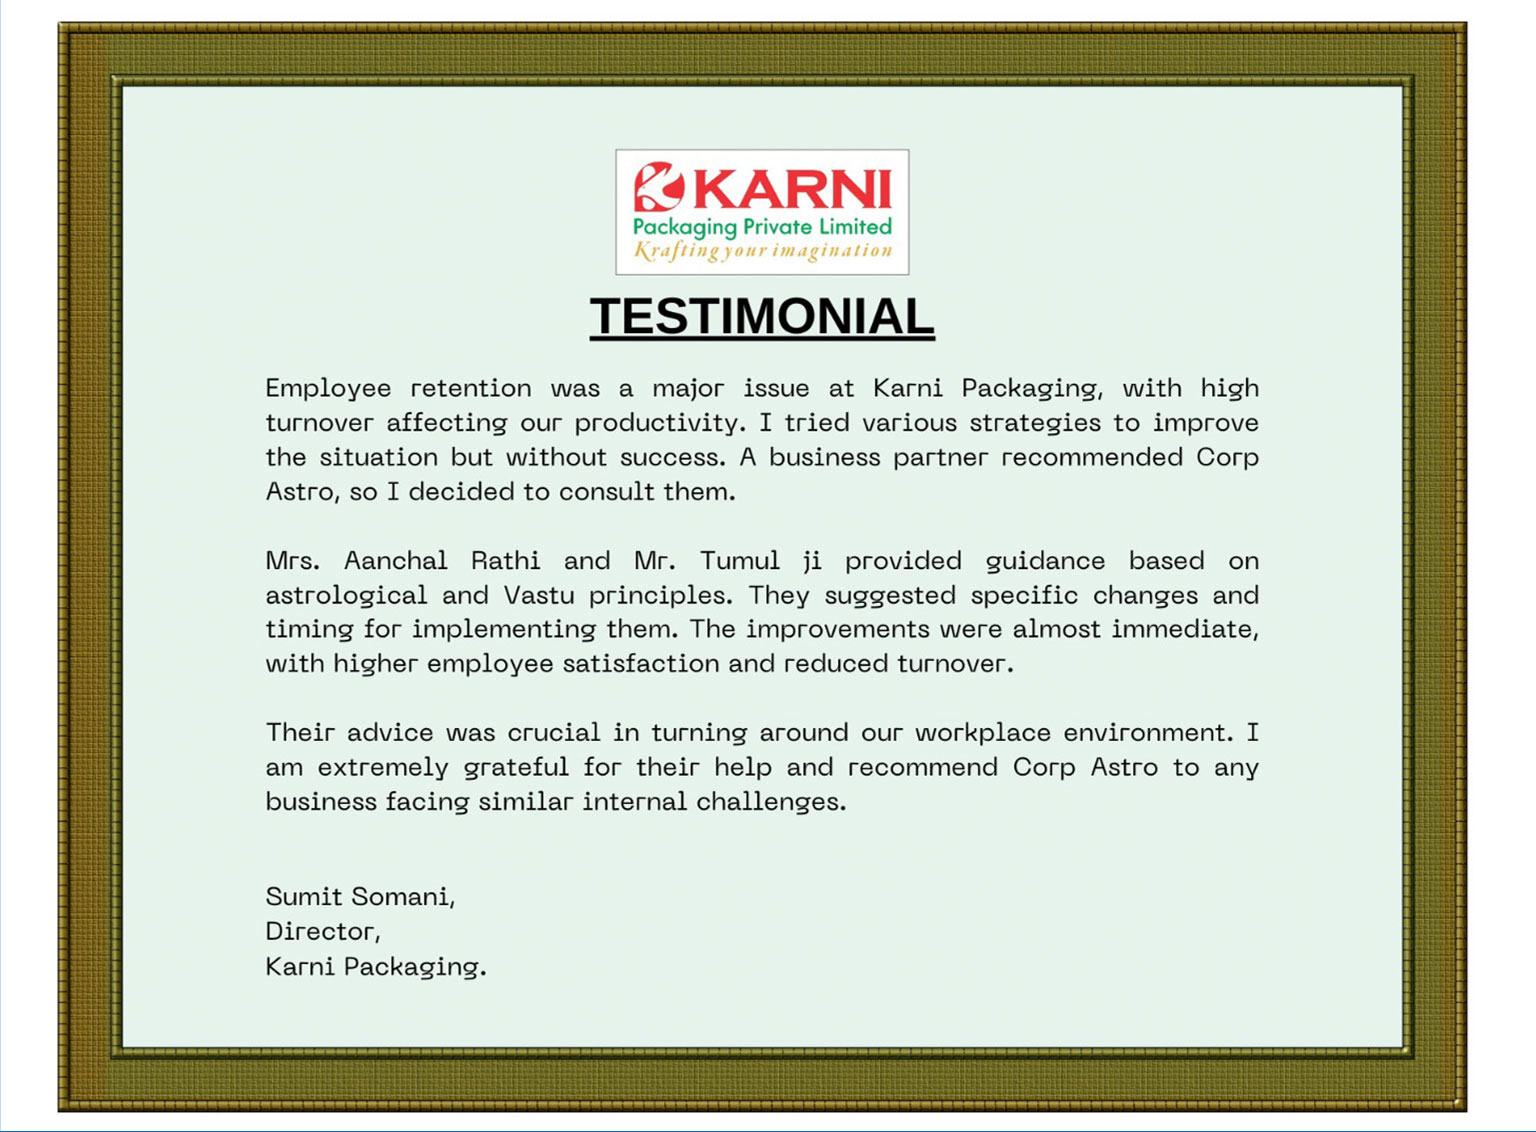 KARNI
Packaging Private Limited
Krafting your imagination
TESTIMONIAL
Employee retention was a major issue at Karni Packaging, with high
turnover affecting our productivity. I tried various strategies to improve
the situation but without success. A business partner recommended Corp
Astro, so I decided to consult them.
Mrs. Aanchal Rathi and Mr. Tumul ji provided guidance based on
astrological and Vastu principles. They suggested specific changes and
timing for implementing them. The improvements were almost immediate,
with higher employee satisfaction and reduced turnover.
Their advice was crucial in turning around our workplace environment. I
am extremely grateful for their help and recommend Corp Astro to any
business facing similar internal challenges.
Sumit Somani,
Director,
Karni Packaging.